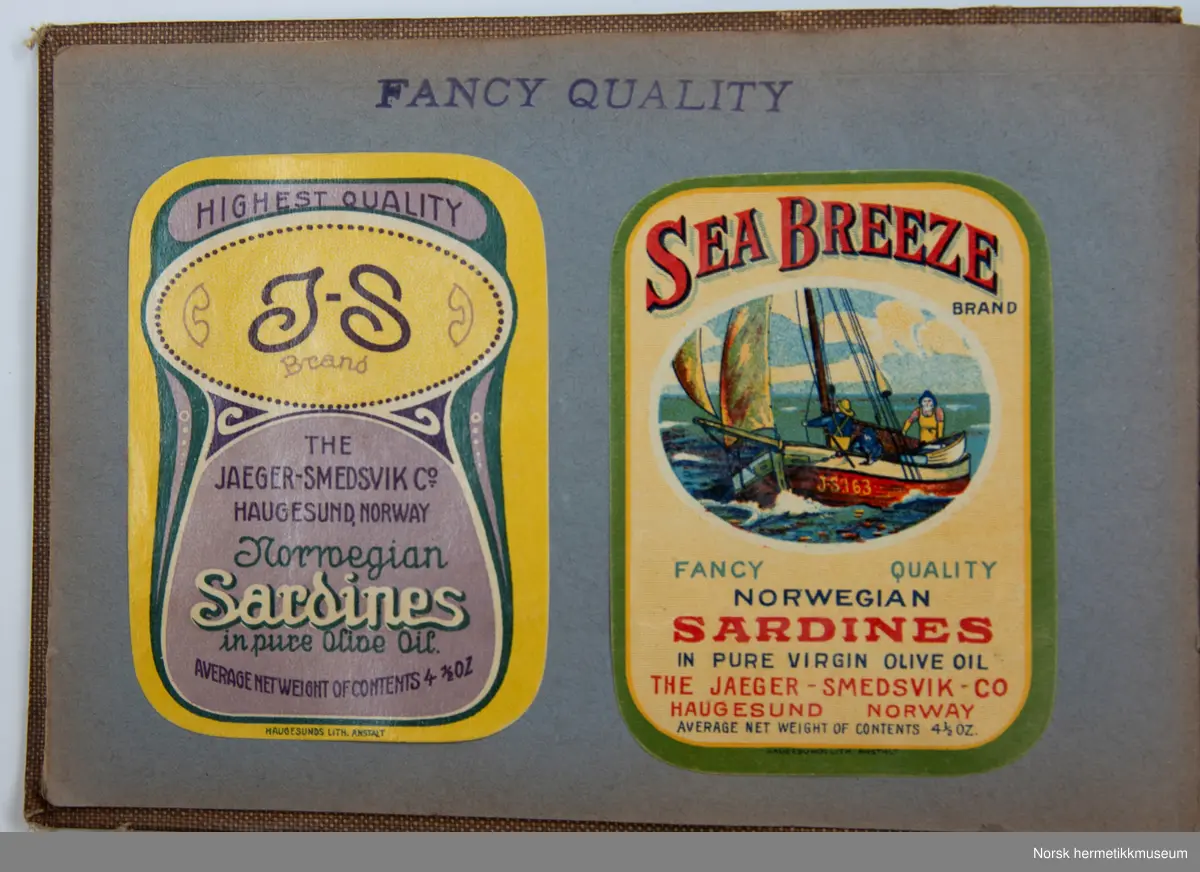 FANCY QUALITY
HIGHEST QUALITY
J-S
Brand
THE
JAEGER-SMEDSVIK Co.
HAUGESUND, NORWAY
Norwegian
Sardines
in pure Olive Oil.
AVERAGE NET WEIGHT OF CONTENTS 4 ⅜ OZ
HAUGESUNDS LITH. ANSTALT
SEA BREEZE
BRAND
J-S 163
FANCY QUALITY
NORWEGIAN
SARDINES
IN PURE VIRGIN OLIVE OIL
THE JAEGER-SMEDSVIK-CO
HAUGESUND NORWAY
AVERAGE NET WEIGHT OF CONTENTS 4½ OZ.
HAUGESUNDS LITH. ANSTALT
Norsk hermetikkmuseum